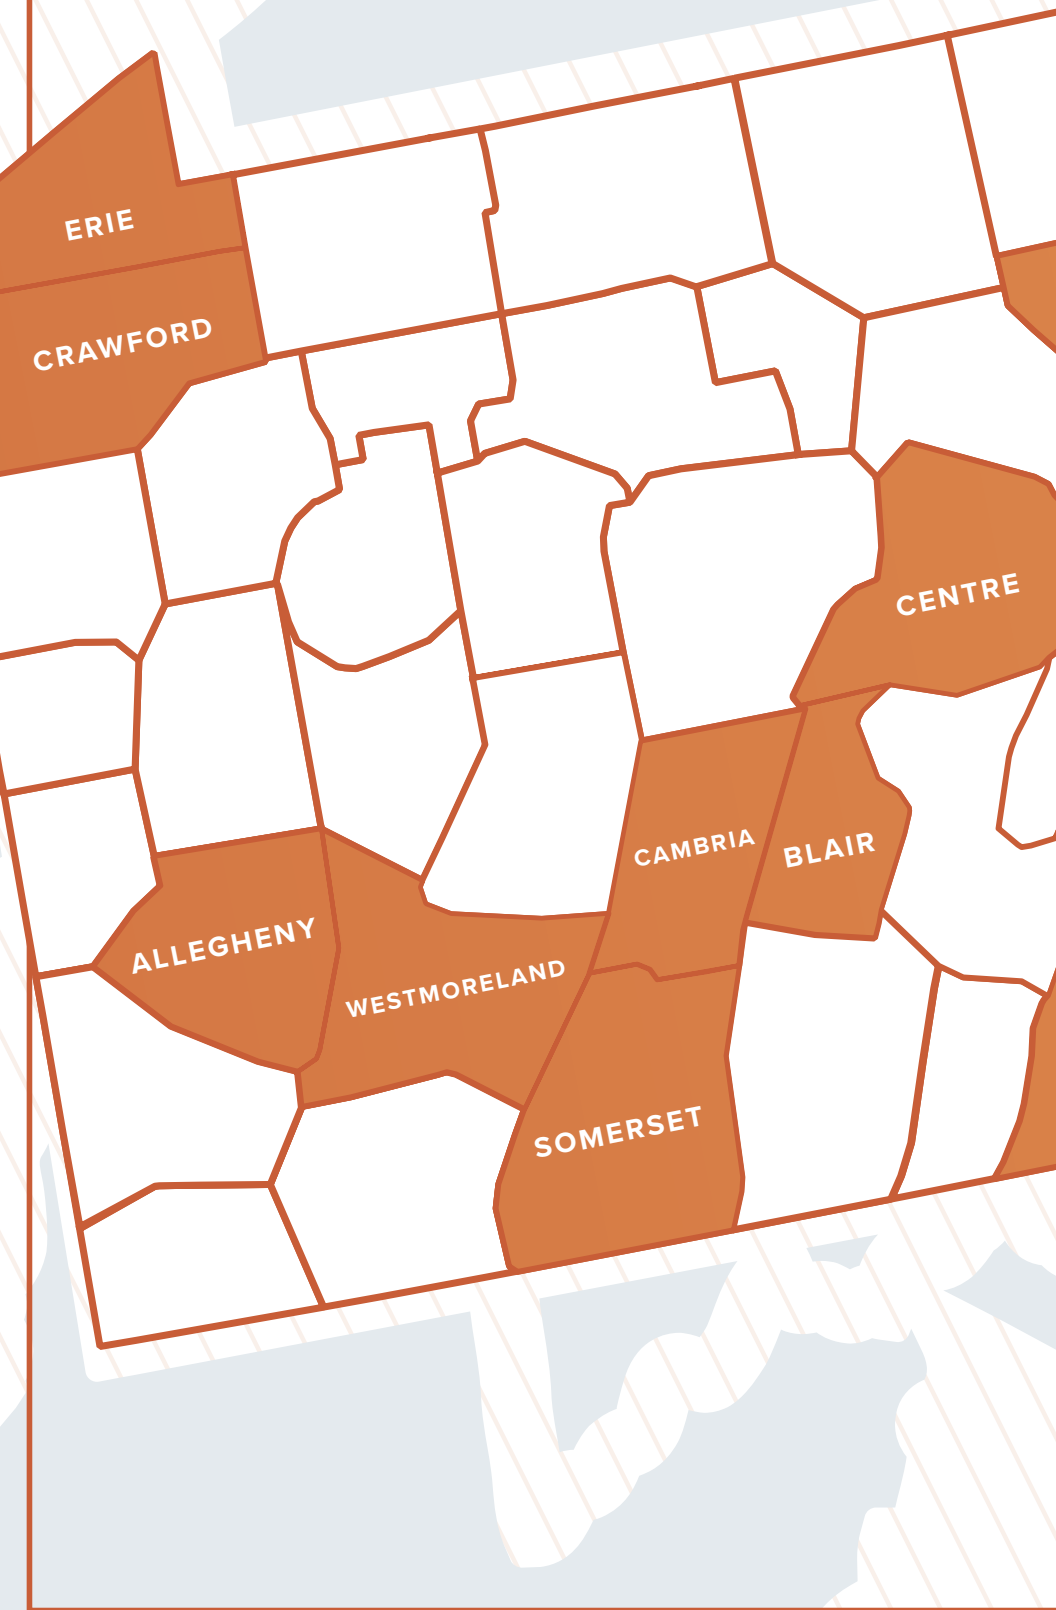 ERIE
CRAWFORD
CENTRE
CAMBRIA
BLAIR
ALLEGHENY
WESTMORELAND
SOMERSET